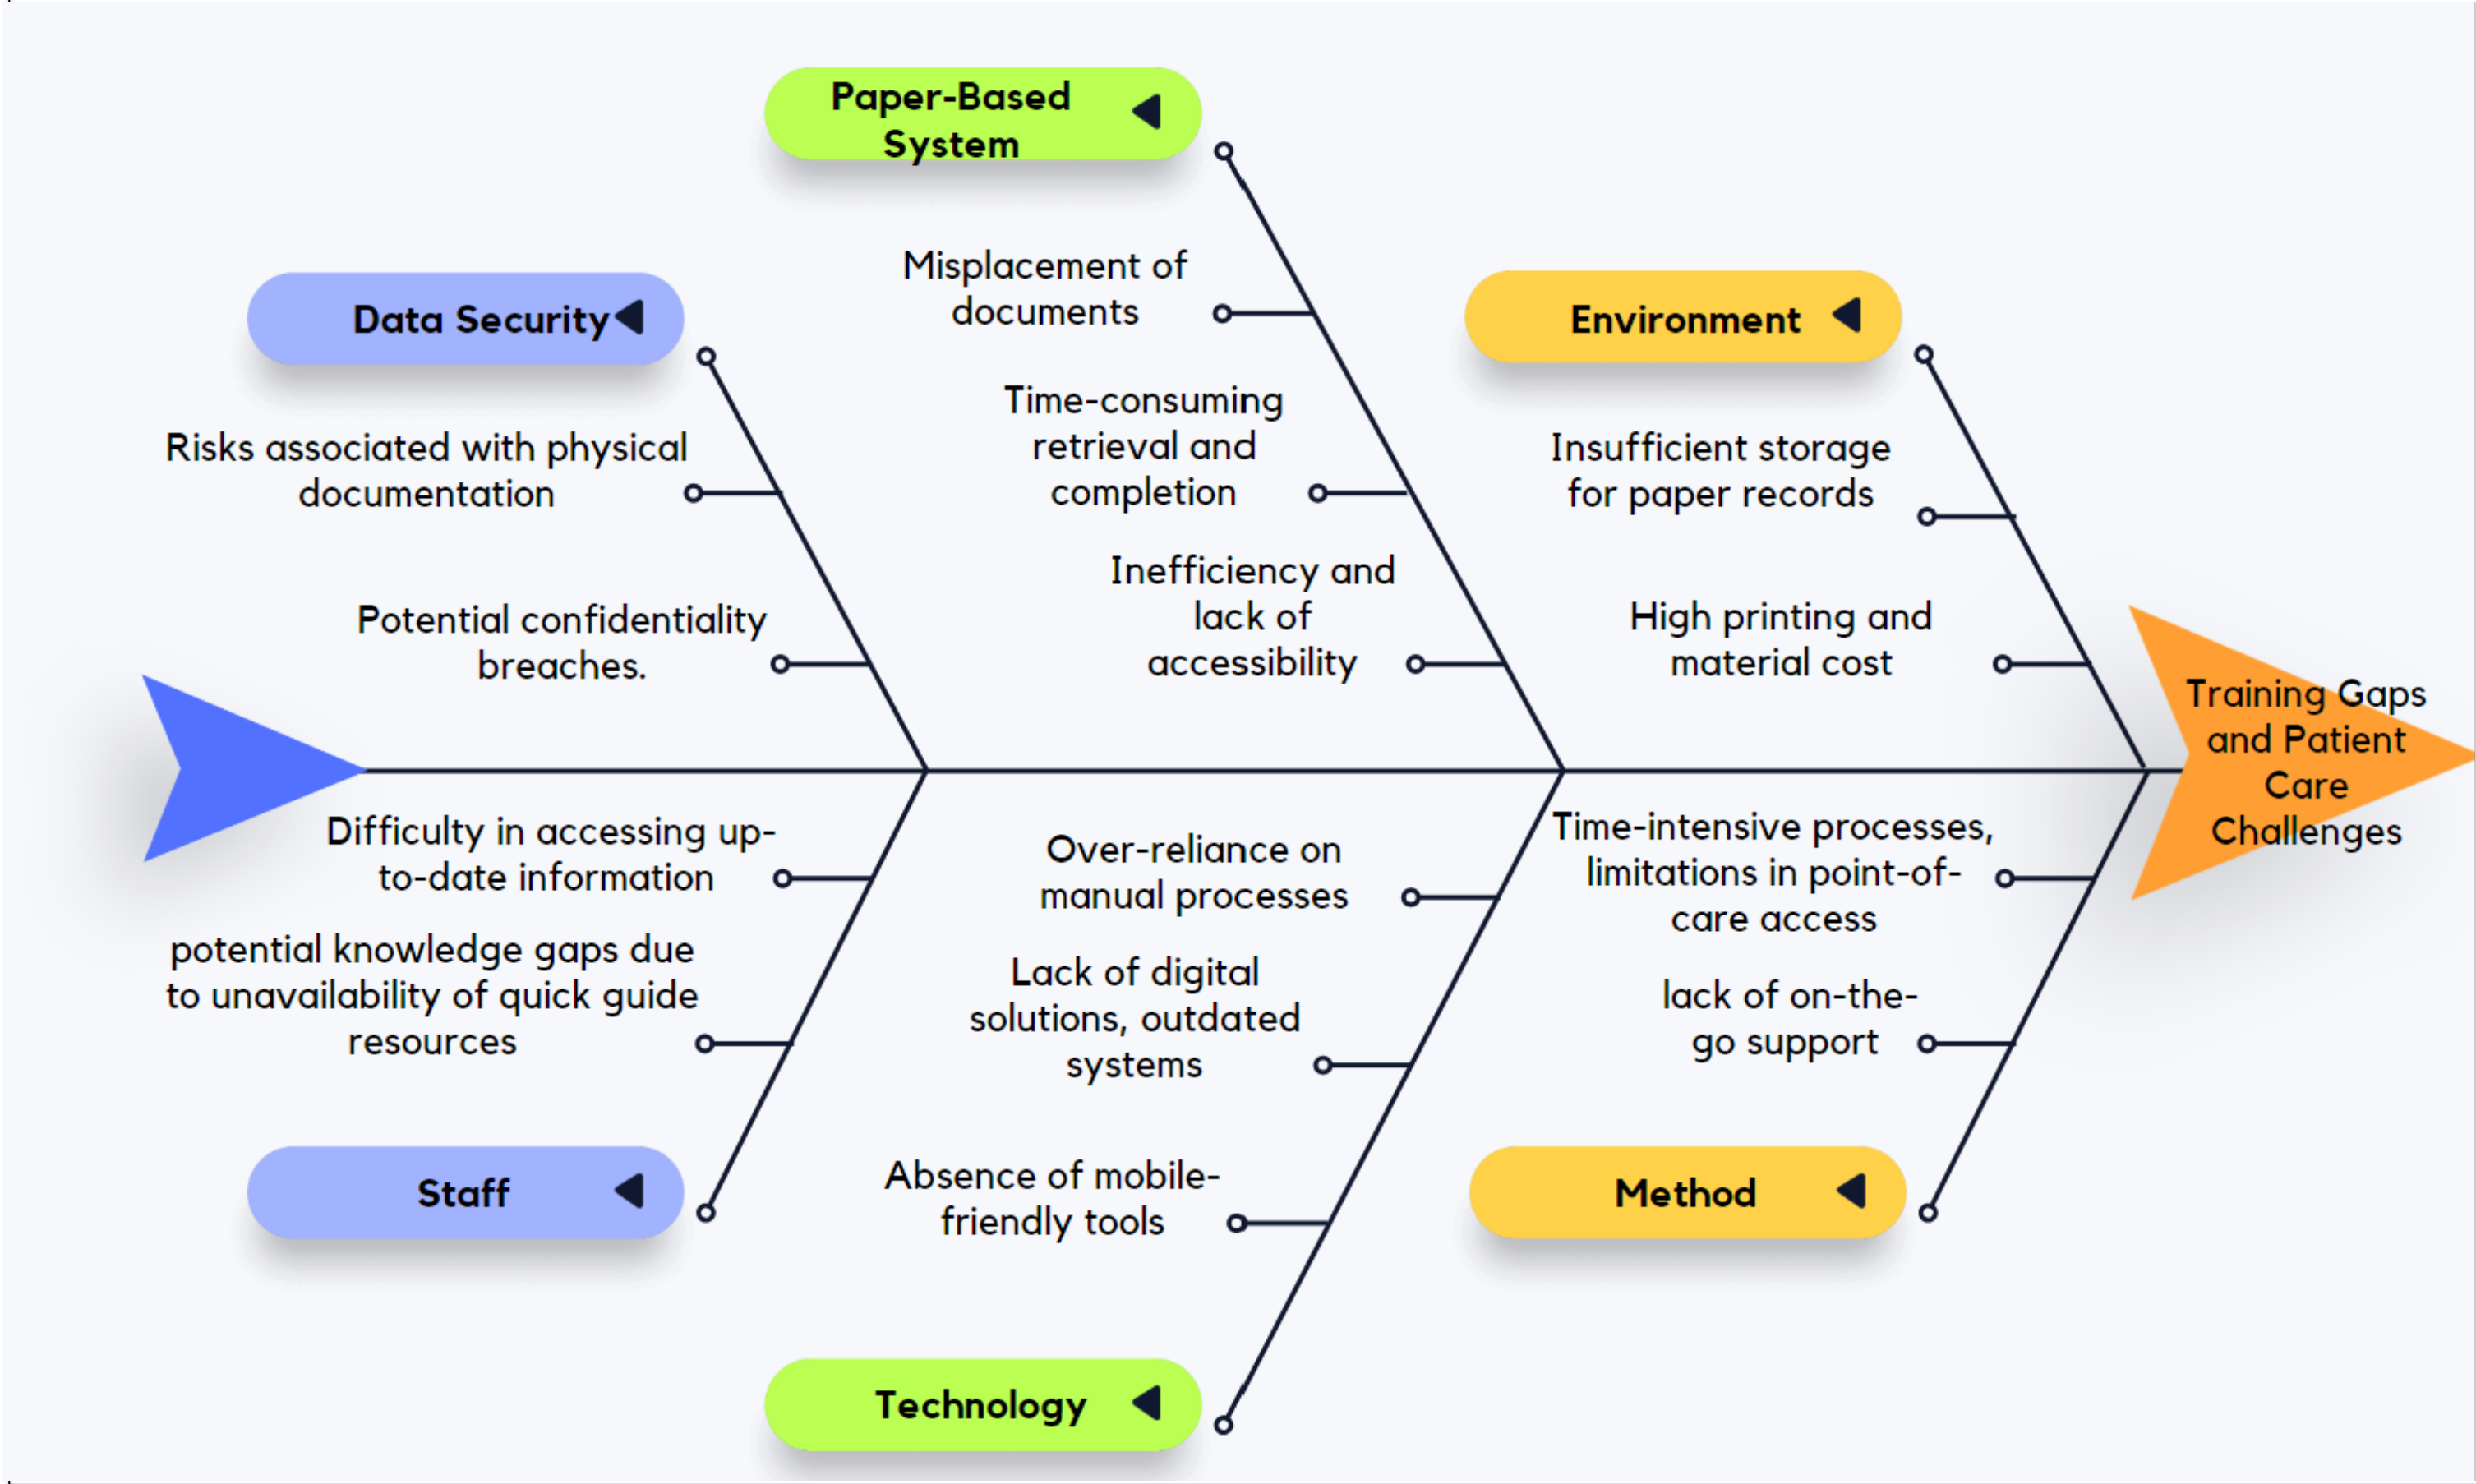 Paper-Based
System
Misplacement of
documents
Time-consuming
retrieval and
completion
Inefficiency and
lack of
accessibility
Data Security
Risks associated with physical
documentation
Potential confidentiality
breaches.
Environment
Insufficient storage
for paper records
High printing and
material cost
Training Gaps
and Patient
Care
Challenges
Difficulty in accessing up-
to-date information
potential knowledge gaps due
to unavailability of quick guide
resources
Staff
Over-reliance on
manual processes
Lack of digital
solutions, outdated
systems
Absence of mobile-
friendly tools
Technology
Time-intensive processes,
limitations in point-of-
care access
lack of on-the-
go support
Method